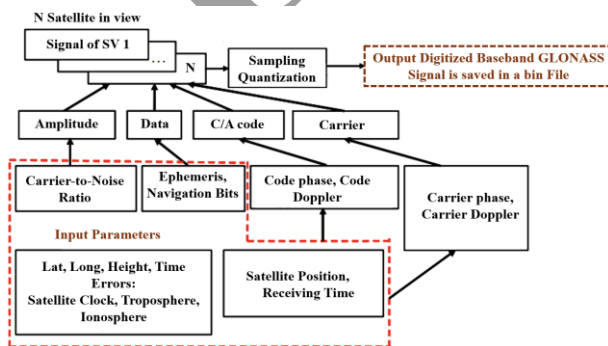 N Satellite in view
Signal of SV 1
...
N
Sampling
Quantization
Output Digitized Baseband GLONASS
Signal is saved in a bin File
Amplitude
Data
C/A code
Carrier
Carrier-to-Noise
Ratio
Ephemeris,
Navigation Bits
Code phase, Code
Doppler
Carrier phase,
Carrier Doppler
Input Parameters
Lat, Long, Height, Time
Errors:
Satellite Clock, Troposphere,
Ionosphere
Satellite Position,
Receiving Time